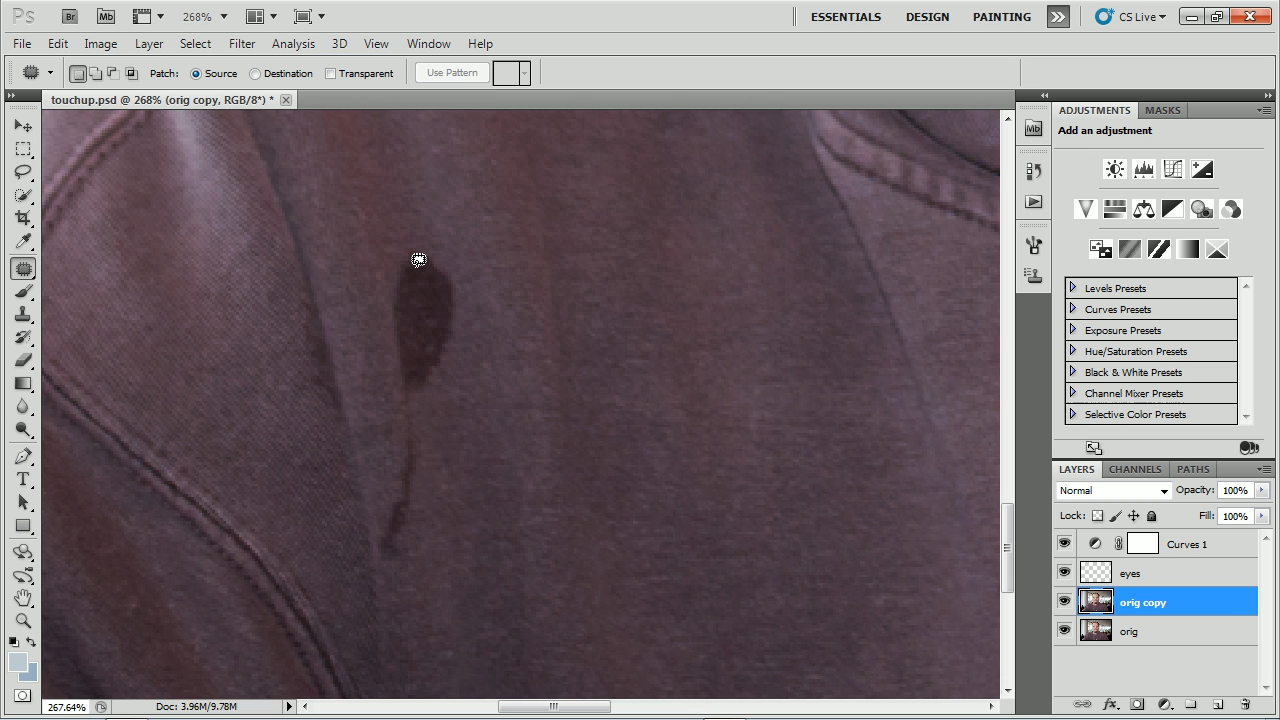 Ps Br Mb 268% ESSENTIALS DESIGN PAINTING CS Live
File Edit Image Layer Select Filter Analysis 3D View Window Help
Patch: Source Destination Transparent Use Pattern
touchup.psd @ 268% (orig copy, RGB/8*) *
ADJUSTMENTS MASKS
Mb
Add an adjustment
Levels Presets
Curves Presets
Exposure Presets
Hue/Saturation Presets
Black & White Presets
Channel Mixer Presets
Selective Color Presets
LAYERS CHANNELS PATHS
Normal Opacity: 100%
Lock: Fill: 100%
Curves 1
eyes
orig copy
orig
267.64% Doc: 3.96M/9.78M